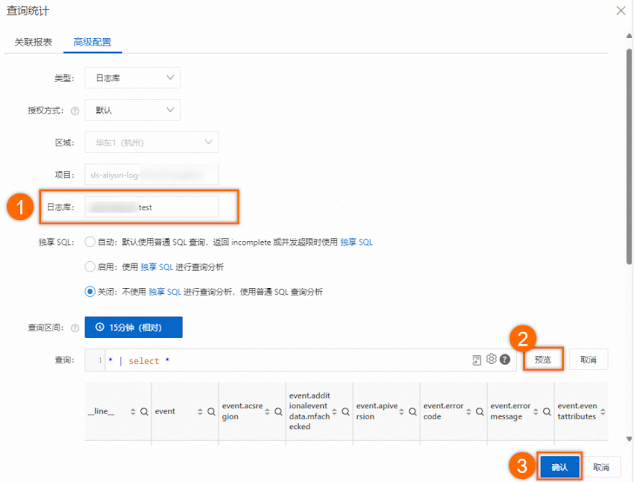 查询统计
关联报表 高级配置
类型: 日志库
授权方式: 默认
区域: 华东1（杭州）
项目: sls-aliyun-log-
1 日志库: test
独享 SQL: 自动：默认使用普通 SQL 查询，返回 incomplete 或并发超限时使用 独享 SQL
启用：使用 独享 SQL 进行查询分析
关闭：不使用 独享 SQL 进行查询分析，使用普通 SQL 查询分析
查询区间: 15分钟（相对）
2
查询: 1 * | select * 预览 取消
__line__ event event.acsregion event.additionaleventdata.mfachecked event.apiversion event.errorcode event.errormessage event.eventattributes
3 确认 取消